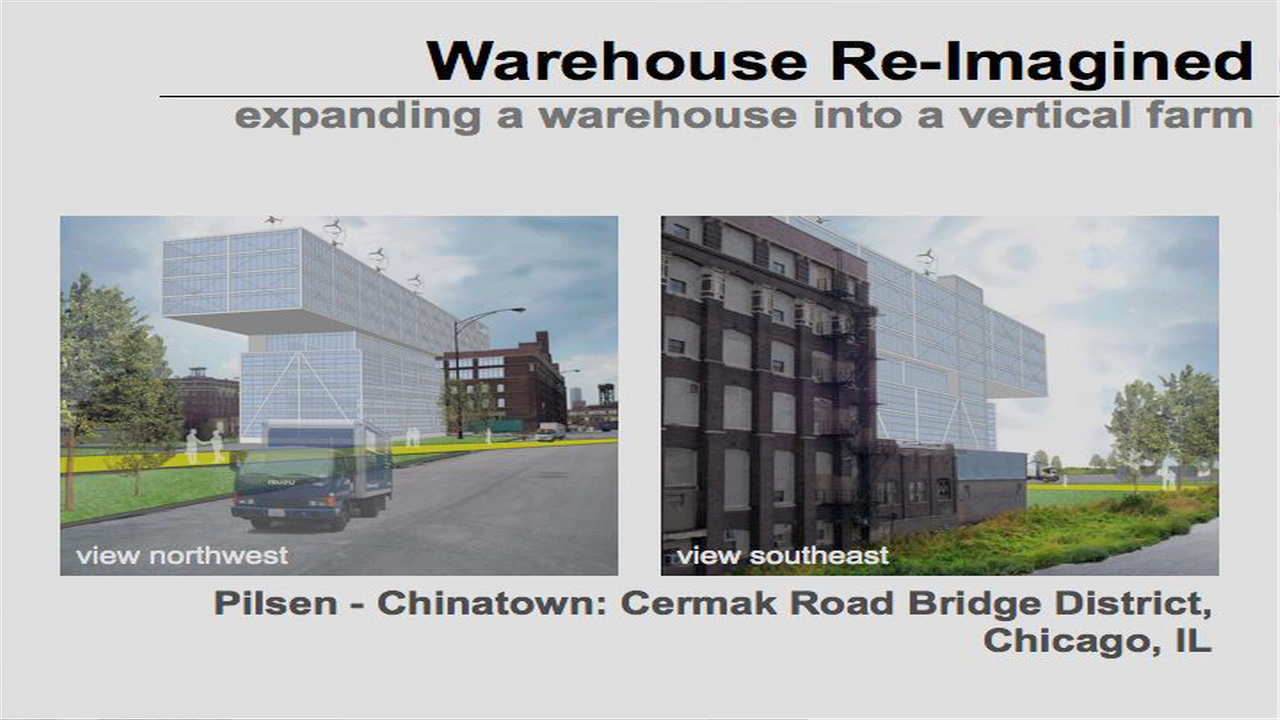 Warehouse Re-Imagined
expanding a warehouse into a vertical farm
ISUZU
view northwest
view southeast
Pilsen - Chinatown: Cermak Road Bridge District,
Chicago, IL